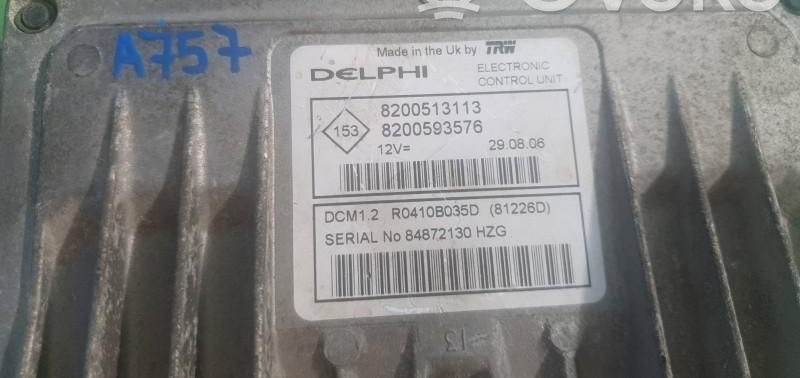 A757
Made in the Uk by TRW
DELPHI ELECTRONIC
CONTROL UNIT
153
8200513113
8200593576
12V= 29.08.06
DCM1.2 R0410B035D (81226D)
SERIAL No 84872130 HZG
13